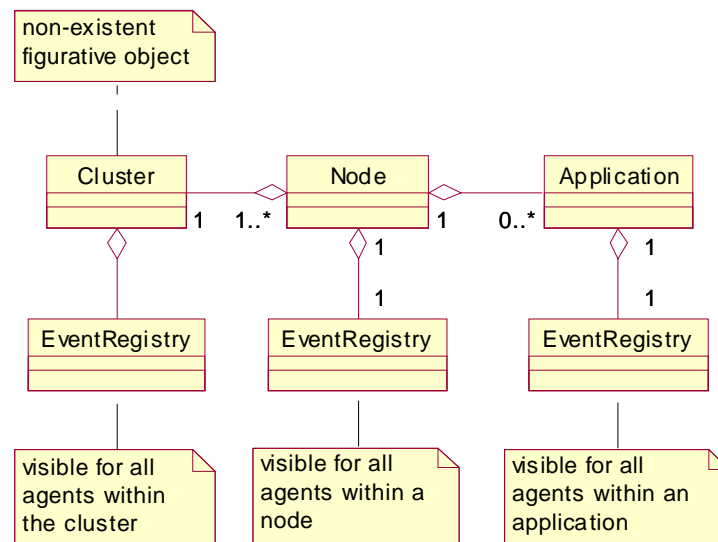 non-existent
figurative object
Cluster
Node
Application
1
1..*
1
0..*
1
1
1
1
EventRegistry
EventRegistry
EventRegistry
visible for all
agents within
the cluster
visible for all
agents within a
node
visible for all
agents within an
application